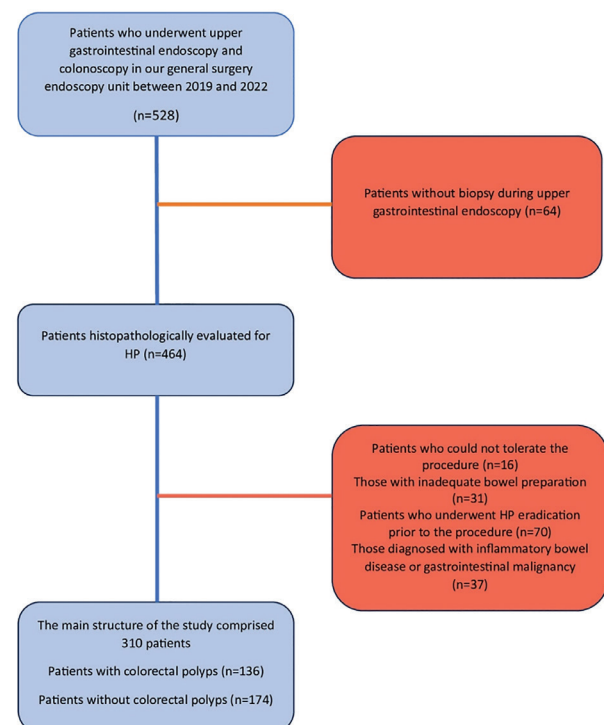 Patients who underwent upper
gastrointestinal endoscopy and
colonoscopy in our general surgery
endoscopy unit between 2019 and 2022
(n=528)
Patients without biopsy during upper
gastrointestinal endoscopy (n=64)
Patients histopathologically evaluated for
HP (n=464)
Patients who could not tolerate the
procedure (n=16)
Those with inadequate bowel preparation
(n=31)
Patients who underwent HP eradication
prior to the procedure (n=70)
Those diagnosed with inflammatory bowel
disease or gastrointestinal malignancy
(n=37)
The main structure of the study comprised
310 patients
Patients with colorectal polyps (n=136)
Patients without colorectal polyps (n=174)